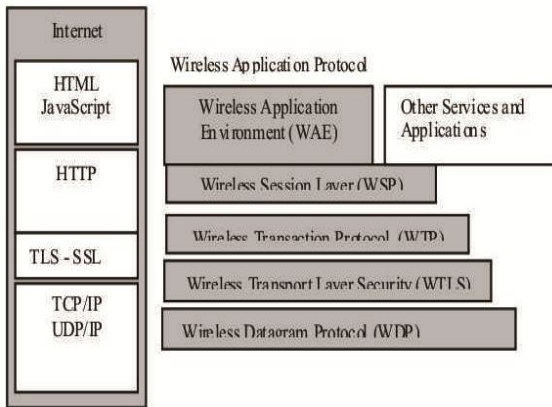 Internet
HTML
JavaScript
HTTP
TLS - SSL
TCP/IP
UDP/IP
Wireless Application Protocol
Wireless Application
Environment (WAE)
Other Services and
Applications
Wireless Session Layer (WSP)
Wireless Transaction Protocol (WTP)
Wireless Transport Layer Security (WTLS)
Wireless Datagram Protocol (WDP)